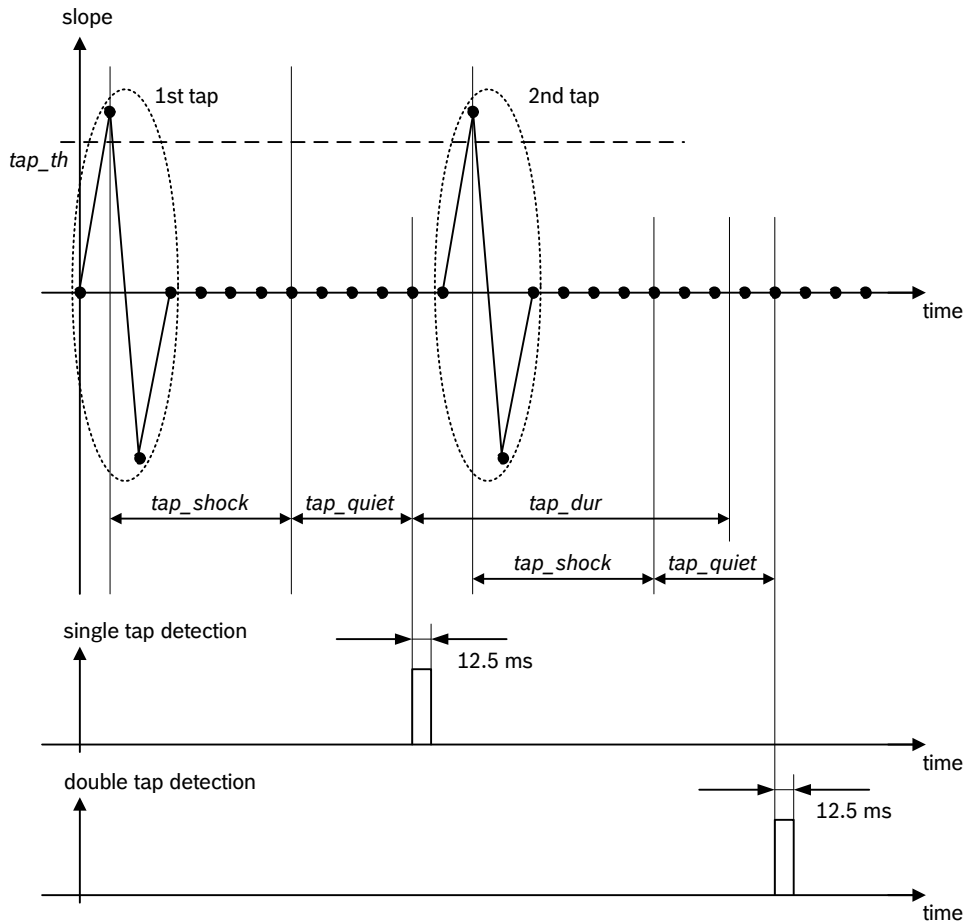 slope
1st tap
2nd tap
tap_th
time
tap_shock
tap_quiet
tap_dur
tap_shock
tap_quiet
single tap detection
12.5 ms
time
double tap detection
12.5 ms
time